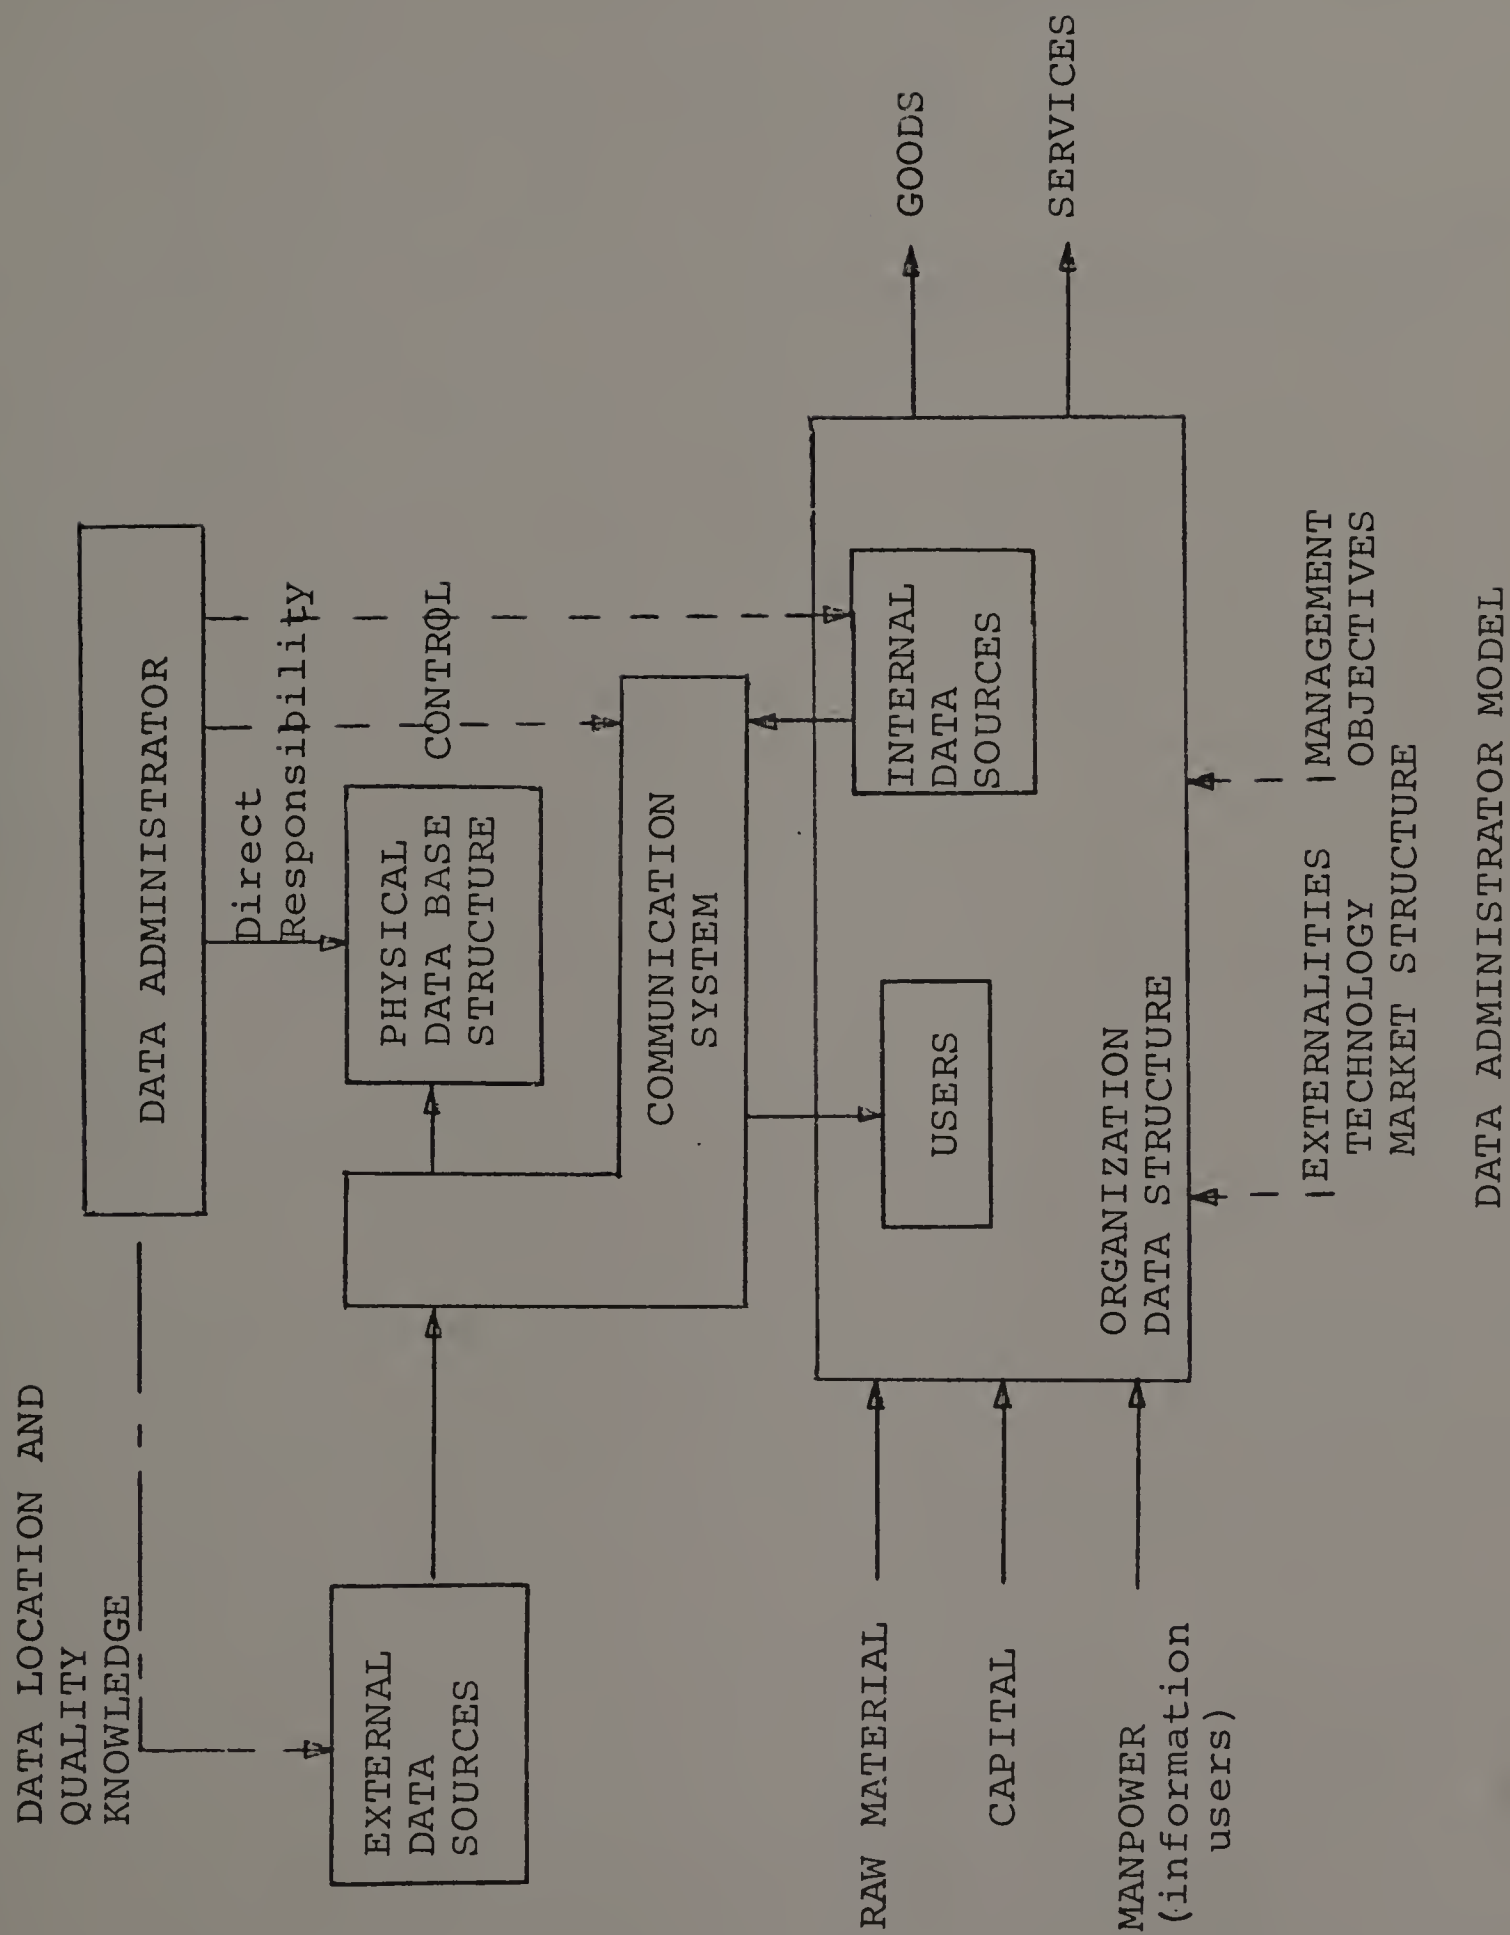 DATA LOCATION AND
QUALITY
KNOWLEDGE
DATA ADMINISTRATOR
Direct
Responsibility
CONTROL
EXTERNAL
DATA
SOURCES
PHYSICAL
DATA BASE
STRUCTURE
COMMUNICATION
SYSTEM
RAW MATERIAL
CAPITAL
MANPOWER
(information
users)
USERS
INTERNAL
DATA
SOURCES
ORGANIZATION
DATA STRUCTURE
GOODS
SERVICES
EXTERNALITIES
TECHNOLOGY
MARKET STRUCTURE
MANAGEMENT
OBJECTIVES
DATA ADMINISTRATOR MODEL